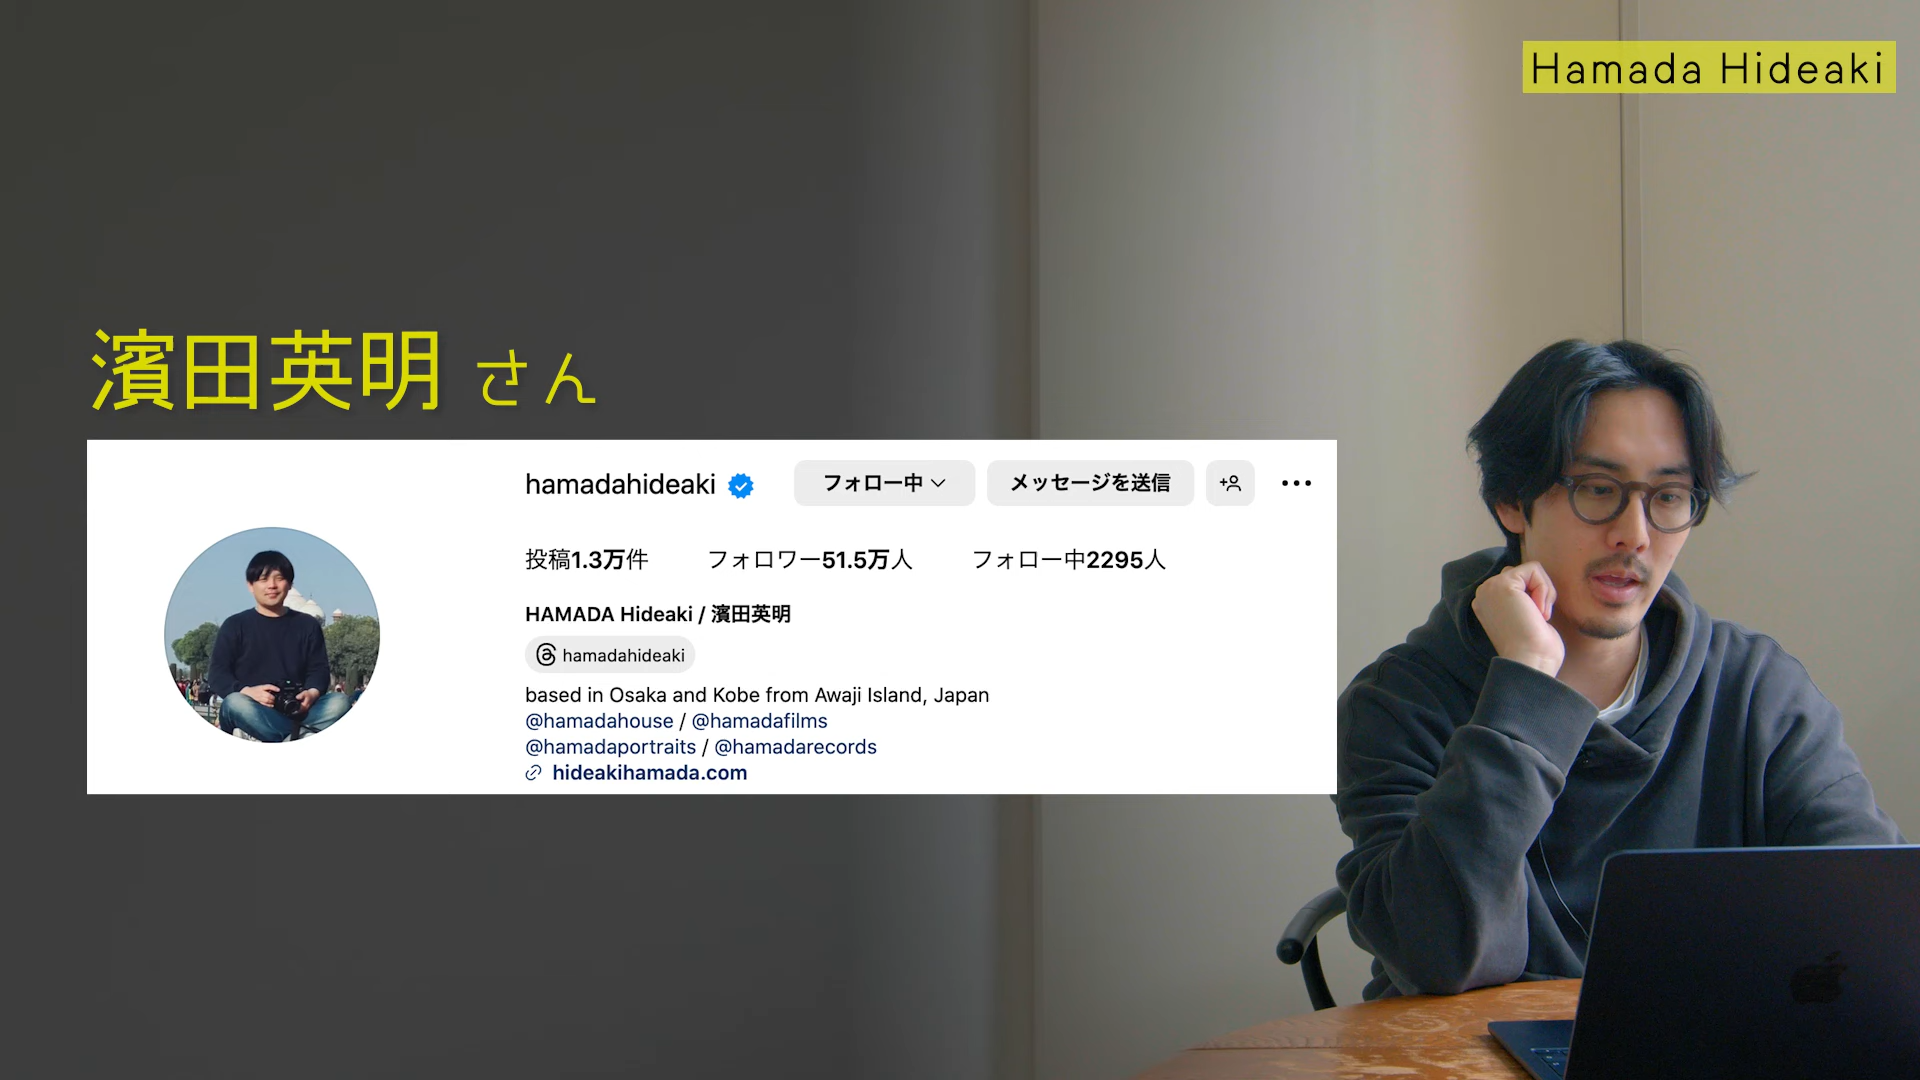 Hamada Hideaki
濱田英明 さん
hamadahideaki
フォロー中
メッセージを送信
投稿1.3万件 フォロワー51.5万人 フォロー中2295人
HAMADA Hideaki / 濱田英明
hamadahideaki
based in Osaka and Kobe from Awaji Island, Japan
@hamadahouse / @hamadafilms
@hamadaportraits / @hamadarecords
hideakihamada.com